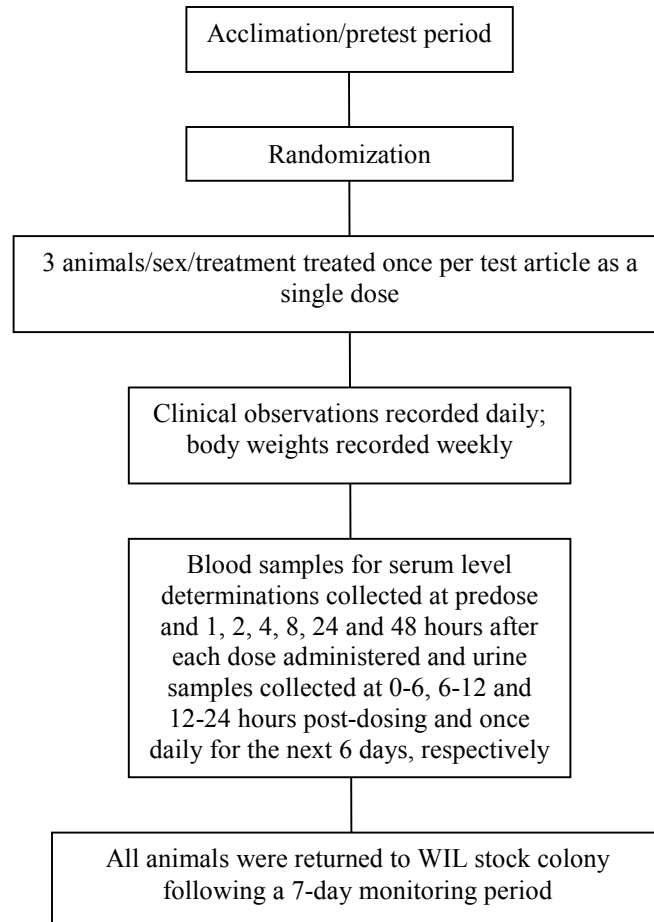 Acclimation/pretest period
Randomization
3 animals/sex/treatment treated once per test article as a
single dose
Clinical observations recorded daily;
body weights recorded weekly
Blood samples for serum level
determinations collected at predose
and 1, 2, 4, 8, 24 and 48 hours after
each dose administered and urine
samples collected at 0-6, 6-12 and
12-24 hours post-dosing and once
daily for the next 6 days, respectively
All animals were returned to WIL stock colony
following a 7-day monitoring period